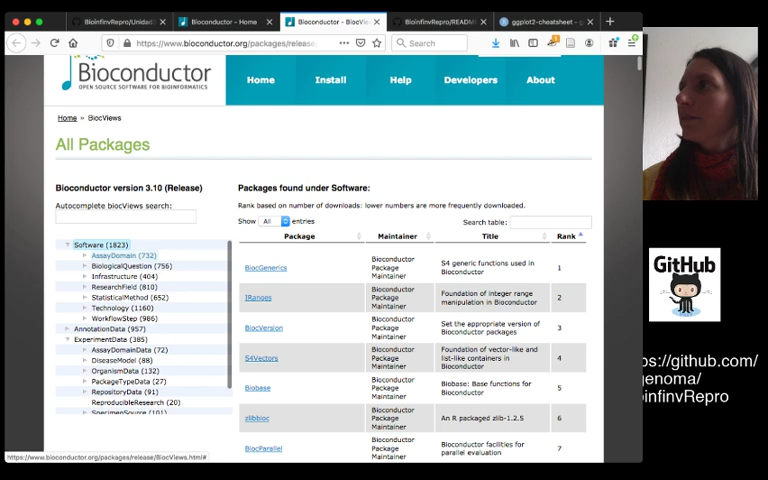 BioinfinvRepro/Unidad
Bioconductor - Home
Bioconductor - BiocVie
BioinfinvRepro/READM
ggplot2-cheatsheet - g
https://www.bioconductor.org/packages/release
Search
Bioconductor
OPEN SOURCE SOFTWARE FOR BIOINFORMATICS
Home
Install
Help
Developers
About
Home » BiocViews
All Packages
Bioconductor version 3.10 (Release)
Autocomplete biocViews search:
Software (1823)
AssayDomain (732)
BiologicalQuestion (756)
Infrastructure (404)
ResearchField (810)
StatisticalMethod (652)
Technology (1160)
WorkflowStep (986)
AnnotationData (957)
ExperimentData (385)
AssayDomainData (72)
DiseaseModel (88)
OrganismData (132)
PackageTypeData (27)
RepositoryData (91)
ReproducibleResearch (20)
SpecimenSource (101)
Packages found under Software:
Rank based on number of downloads: lower numbers are more frequently downloaded.
Show All entries
Search table:
Package Maintainer Title Rank
BiocGenerics Bioconductor Package Maintainer S4 generic functions used in Bioconductor 1
IRanges Bioconductor Package Maintainer Foundation of integer range manipulation in Bioconductor 2
BiocVersion Bioconductor Package Maintainer Set the appropriate version of Bioconductor packages 3
S4Vectors Bioconductor Package Maintainer Foundation of vector-like and list-like containers in Bioconductor 4
Biobase Bioconductor Package Maintainer Biobase: Base functions for Bioconductor 5
zlibbioc Bioconductor Package Maintainer An R packaged zlib-1.2.5 6
BiocParallel Bioconductor Package Maintainer Bioconductor facilities for parallel evaluation 7
https://www.bioconductor.org/packages/release/BiocViews.html#
GitHub
ps://github.com/
genoma/
oinfinvRepro